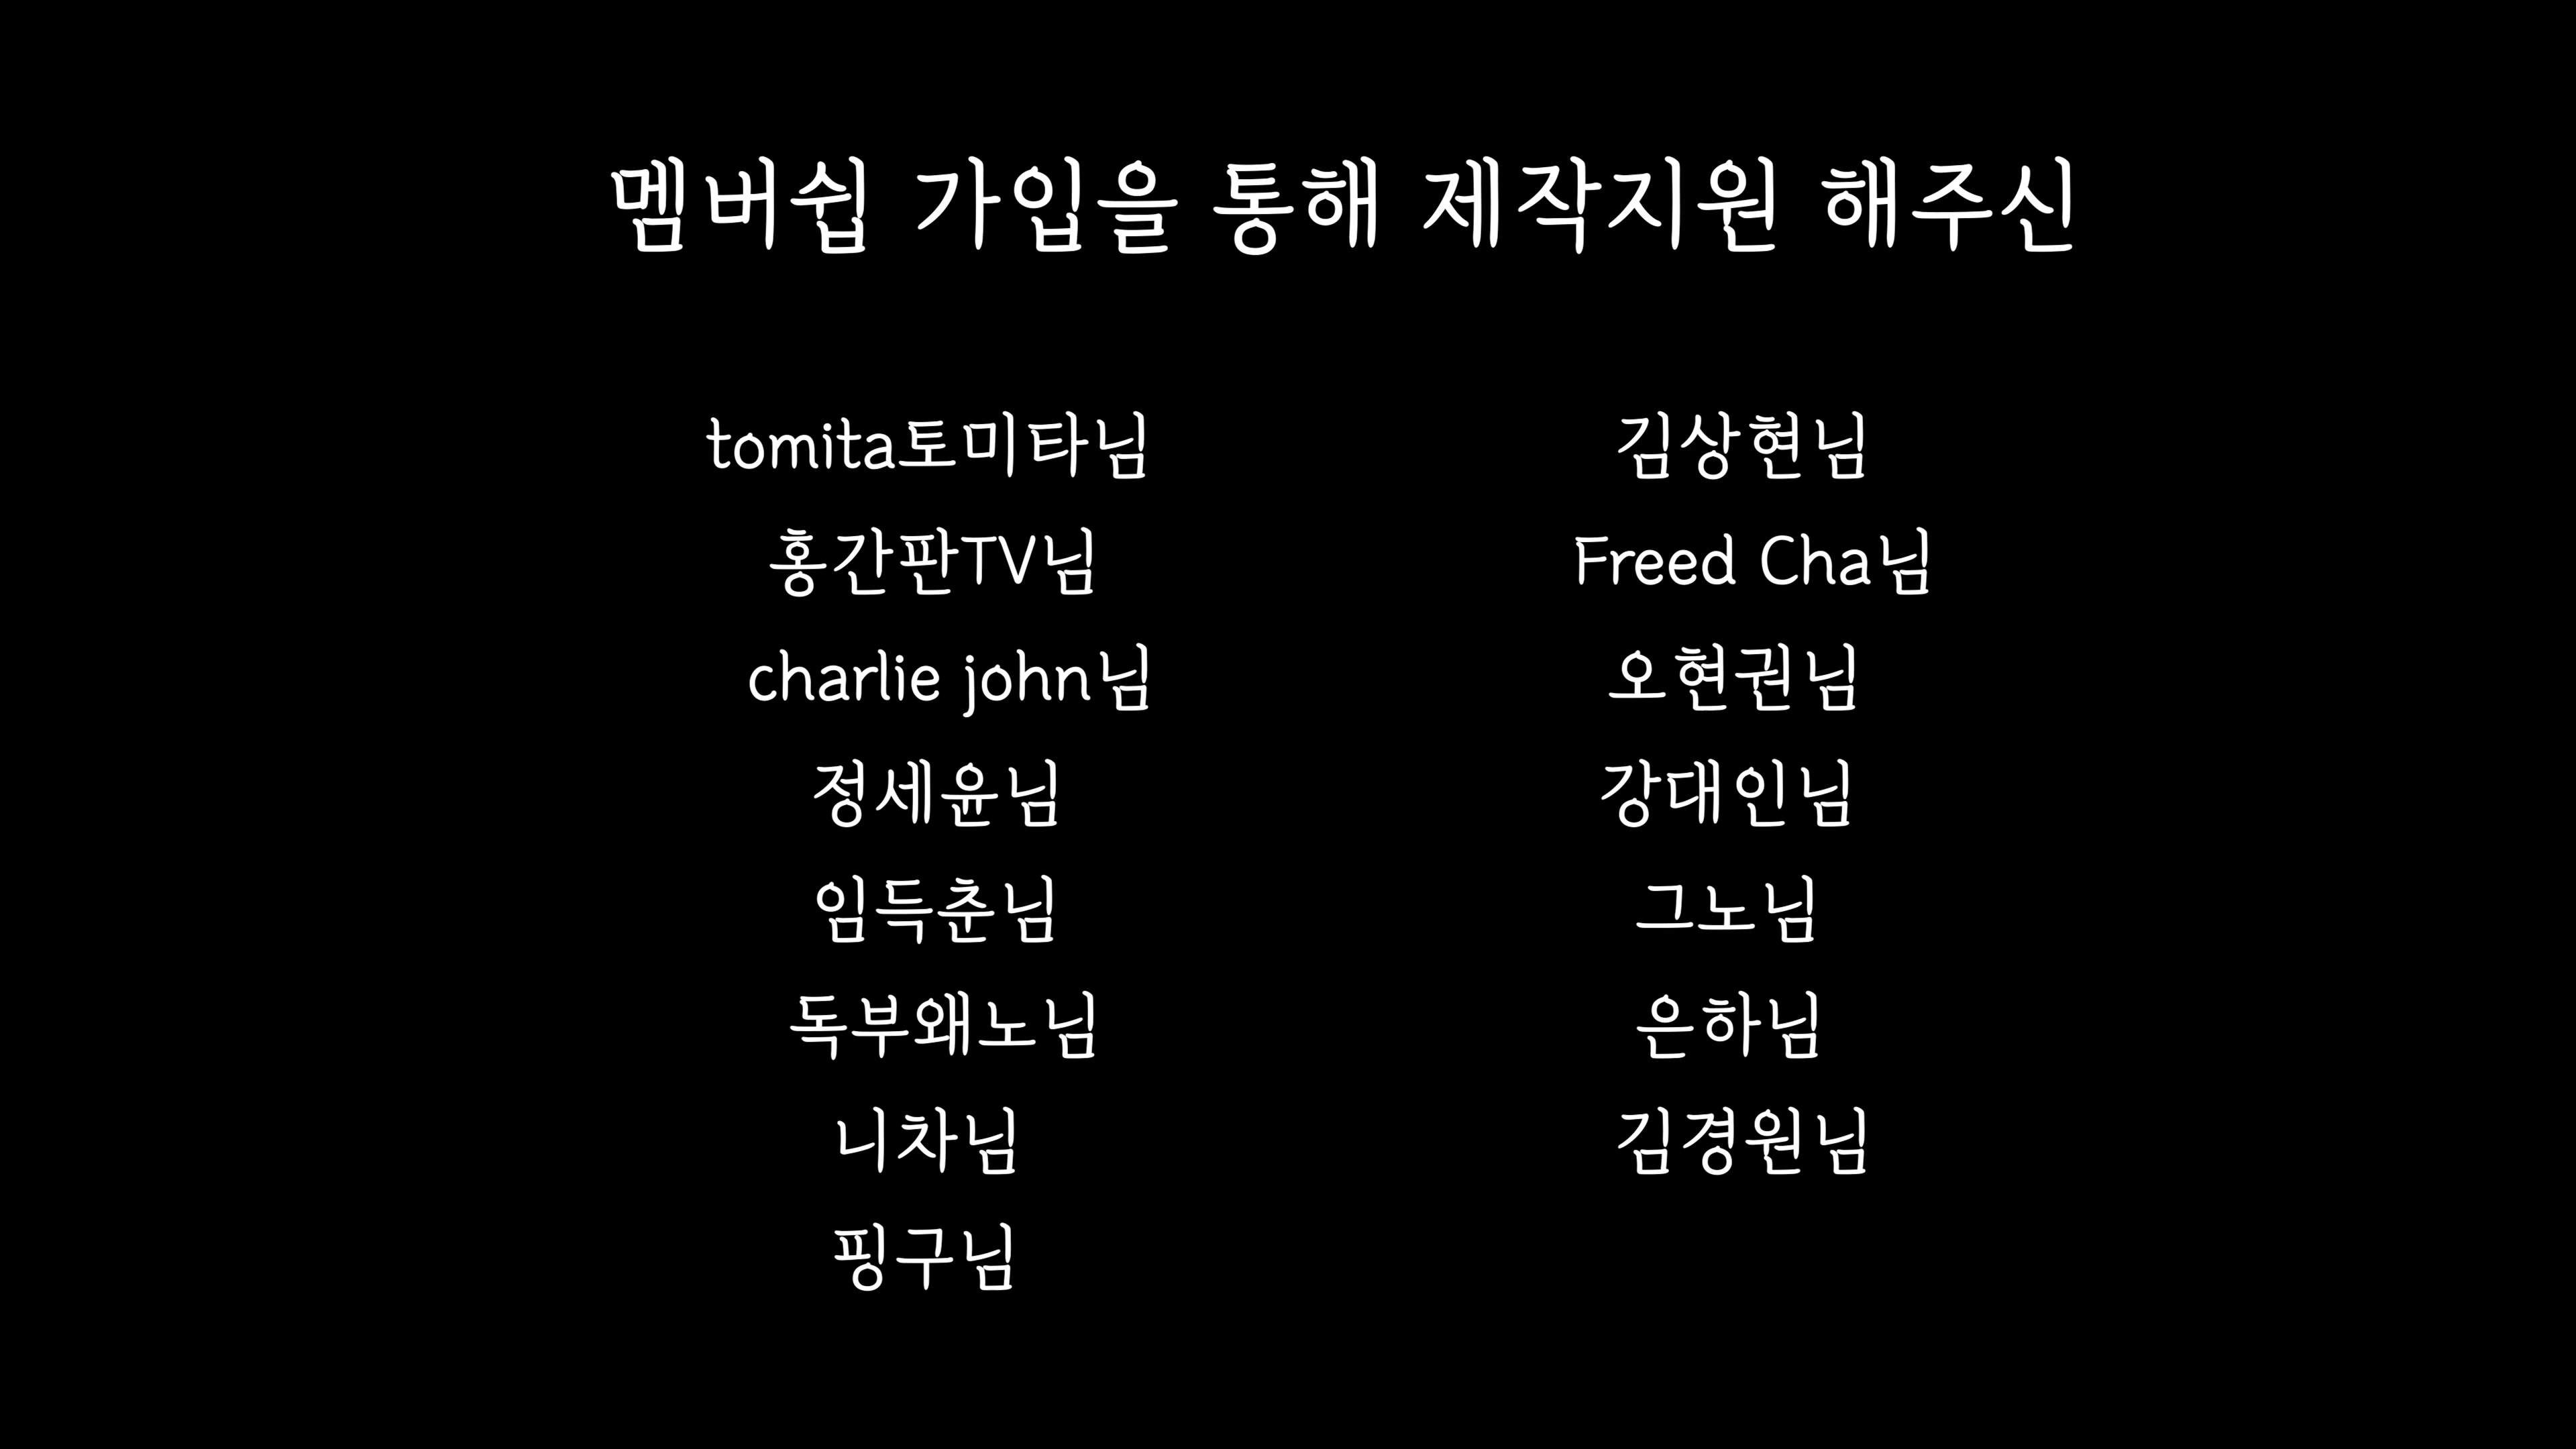 멤버쉽 가입을 통해 제작지원 해주신
tomita토미타님
홍간판TV님
charlie john님
정세윤님
임득춘님
독부왜노님
니차님
핑구님
김상현님
Freed Cha님
오현권님
강대인님
그노님
은하님
김경원님